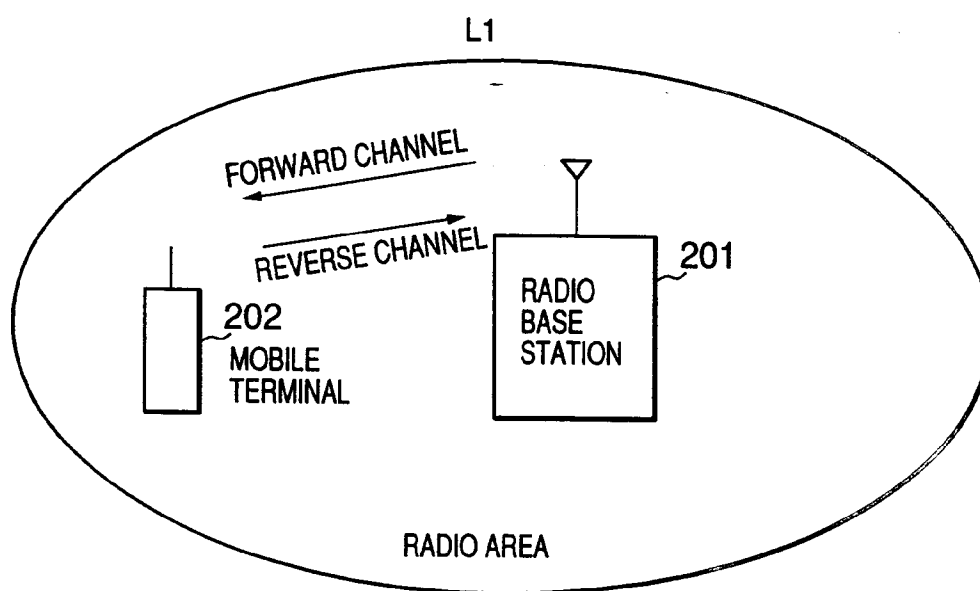 L1
FORWARD CHANNEL
REVERSE CHANNEL
201
RADIO
BASE
STATION
202
MOBILE
TERMINAL
RADIO AREA